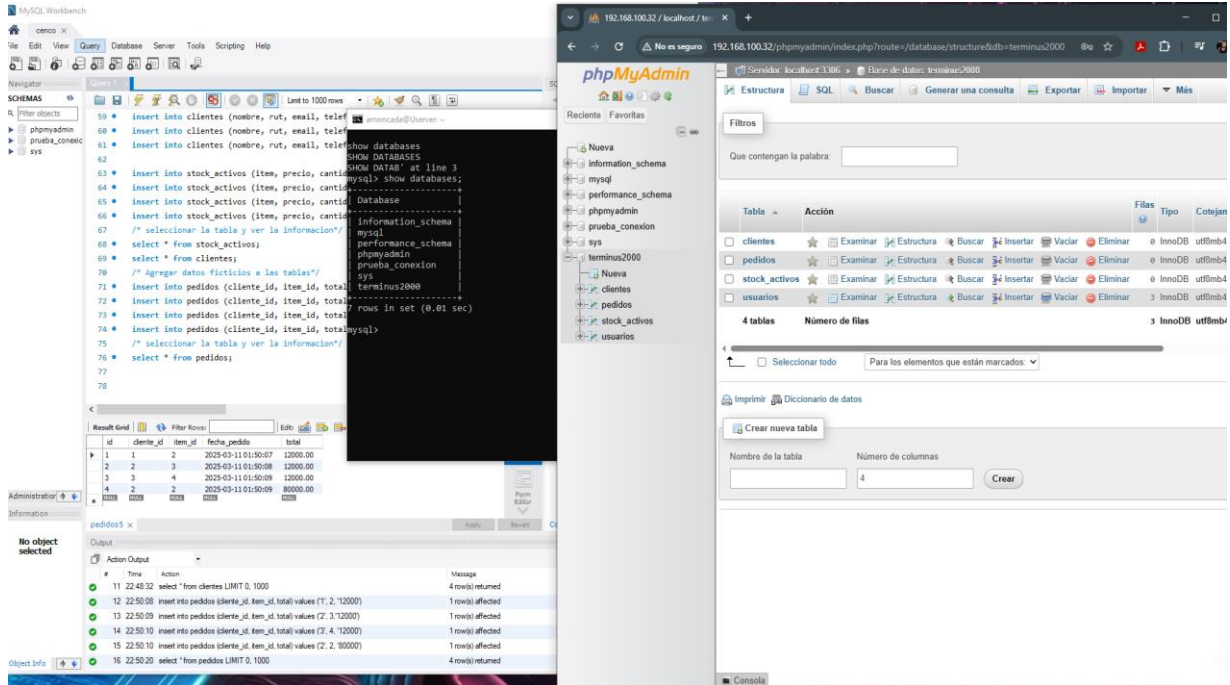 MySQL Workbench
cenco
File Edit View Query Database Server Tools Scripting Help
Navigator
Query 1
SCHEMAS
Filter objects
phpmyadmin
prueba_conexic
sys
Limit to 1000 rows
59 insert into clientes (nombre, rut, email, telef
60 insert into clientes (nombre, rut, email, telef
61 insert into clientes (nombre, rut, email, telef
62
63 insert into stock_activos (item, precio, cantid
64 insert into stock_activos (item, precio, cantid
65 insert into stock_activos (item, precio, cantid
66 insert into stock_activos (item, precio, cantid
67 /* seleccionar la tabla y ver la informacion*/
68 select * from stock_activos;
69 select * from clientes;
70 /* Agregar datos ficticios a las tablas*/
71 insert into pedidos (cliente_id, item_id, total
72 insert into pedidos (cliente_id, item_id, total
73 insert into pedidos (cliente_id, item_id, total
74 insert into pedidos (cliente_id, item_id, total
75 /* seleccionar la tabla y ver la informacion*/
76 select * from pedidos;
77
78
Result Grid Filter Rows: Edit:
id cliente_id item_id fecha_pedido total
1 1 2 2025-03-11 01:50:07 12000.00
2 2 3 2025-03-11 01:50:08 12000.00
3 3 4 2025-03-11 01:50:09 12000.00
4 2 2 2025-03-11 01:50:09 80000.00
NULL NULL NULL NULL NULL
Form Editor
Administration
Information
pedidos 5
Apply Revert
No object selected
Output
Action Output
# Time Action Message
11 22:48:32 select * from clientes LIMIT 0, 1000 4 row(s) returned
12 22:50:08 insert into pedidos (cliente_id, item_id, total) values ('1', 2, '12000') 1 row(s) affected
13 22:50:09 insert into pedidos (cliente_id, item_id, total) values ('2', 3,'12000') 1 row(s) affected
14 22:50:10 insert into pedidos (cliente_id, item_id, total) values ('3', 4, '12000') 1 row(s) affected
15 22:50:10 insert into pedidos (cliente_id, item_id, total) values ('2', 2, '80000') 1 row(s) affected
16 22:50:20 select * from pedidos LIMIT 0, 1000 4 row(s) returned
Object Info
amoncada@Userver: ~
show databases
SHOW DATABASES
SHOW DATAB' at line 3
mysql> show databases;
+--------------------+
| Database |
+--------------------+
| information_schema |
| mysql |
| performance_schema |
| phpmyadmin |
| prueba_conexion |
| sys |
| terminus2000 |
+--------------------+
7 rows in set (0.01 sec)
mysql>
192.168.100.32 / localhost / ten
No es seguro 192.168.100.32/phpmyadmin/index.php?route=/database/structure&db=terminus2000
phpMyAdmin
Reciente Favoritas
Nueva
information_schema
mysql
performance_schema
phpmyadmin
prueba_conexion
sys
terminus2000
Nueva
clientes
pedidos
stock_activos
usuarios
Servidor: localhost:3306 » Base de datos: terminus2000
Estructura SQL Buscar Generar una consulta Exportar Importar Más
Filtros
Que contengan la palabra:
Tabla Acción Filas Tipo Cotejam
clientes Examinar Estructura Buscar Insertar Vaciar Eliminar 0 InnoDB utf8mb4
pedidos Examinar Estructura Buscar Insertar Vaciar Eliminar 0 InnoDB utf8mb4
stock_activos Examinar Estructura Buscar Insertar Vaciar Eliminar 0 InnoDB utf8mb4
usuarios Examinar Estructura Buscar Insertar Vaciar Eliminar 3 InnoDB utf8mb4
4 tablas Número de filas 3 InnoDB utf8mb4
Seleccionar todo Para los elementos que están marcados:
Imprimir Diccionario de datos
Crear nueva tabla
Nombre de la tabla Número de columnas
4 Crear
Consola